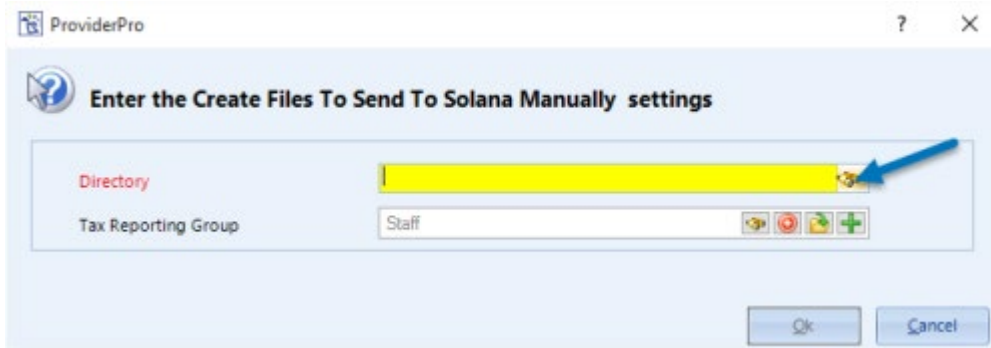 ProviderPro ? ✕
Enter the Create Files To Send To Solana Manually settings
Directory
Tax Reporting Group Staff
Ok Cancel